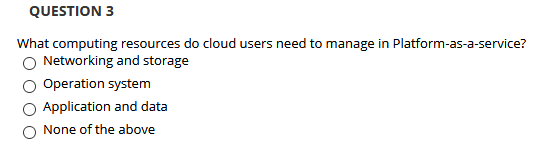 QUESTION 3
What computing resources do cloud users need to manage in Platform-as-a-service?
Networking and storage
Operation system
Application and data
None of the above